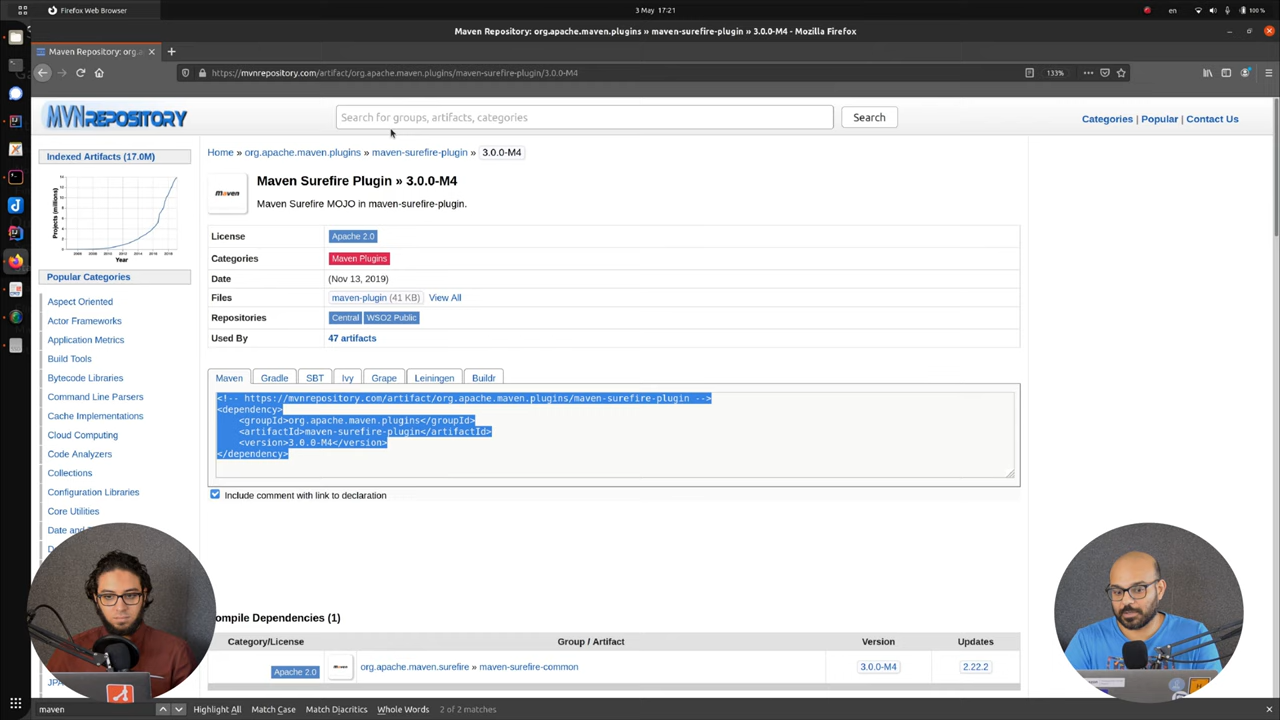 Firefox Web Browser
3 May 17:21
en
100 %
Maven Repository: org.apache.maven.plugins » maven-surefire-plugin » 3.0.0-M4 - Mozilla Firefox
Maven Repository: org.a
https://mvnrepository.com/artifact/org.apache.maven.plugins/maven-surefire-plugin/3.0.0-M4
133%
MVNREPOSITORY
Search for groups, artifacts, categories
Search
Categories | Popular | Contact Us
Indexed Artifacts (17.0M)
Projects (millions)
Year
Popular Categories
Aspect Oriented
Actor Frameworks
Application Metrics
Build Tools
Bytecode Libraries
Command Line Parsers
Cache Implementations
Cloud Computing
Code Analyzers
Collections
Configuration Libraries
Core Utilities
Date and
Home » org.apache.maven.plugins » maven-surefire-plugin » 3.0.0-M4
Maven
Maven Surefire Plugin » 3.0.0-M4
Maven Surefire MOJO in maven-surefire-plugin.
License
Apache 2.0
Categories
Maven Plugins
Date
(Nov 13, 2019)
Files
maven-plugin (41 KB)
View All
Repositories
Central
WSO2 Public
Used By
47 artifacts
Maven
Gradle
SBT
Ivy
Grape
Leiningen
Buildr
<!-- https://mvnrepository.com/artifact/org.apache.maven.plugins/maven-surefire-plugin -->
<dependency>
<groupId>org.apache.maven.plugins</groupId>
<artifactId>maven-surefire-plugin</artifactId>
<version>3.0.0-M4</version>
</dependency>
Include comment with link to declaration
ompile Dependencies (1)
Category/License
Group / Artifact
Version
Updates
Apache 2.0
Maven
org.apache.maven.surefire » maven-surefire-common
3.0.0-M4
2.22.2
maven
Highlight All
Match Case
Match Diacritics
Whole Words
2 of 2 matches